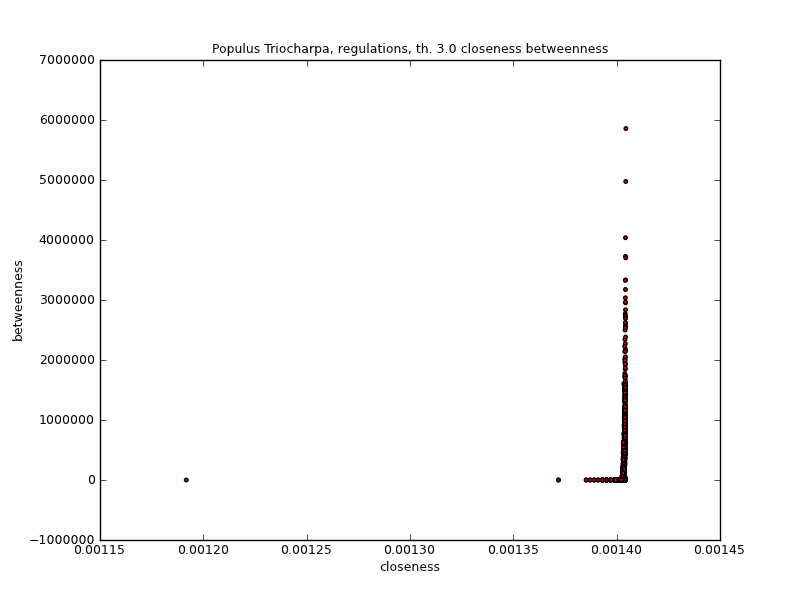 Populus Triocharpa, regulations, th. 3.0 closeness betweenness
7000000
6000000
5000000
4000000
3000000
2000000
1000000
0
−1000000
betweenness
0.00115 0.00120 0.00125 0.00130 0.00135 0.00140 0.00145
closeness